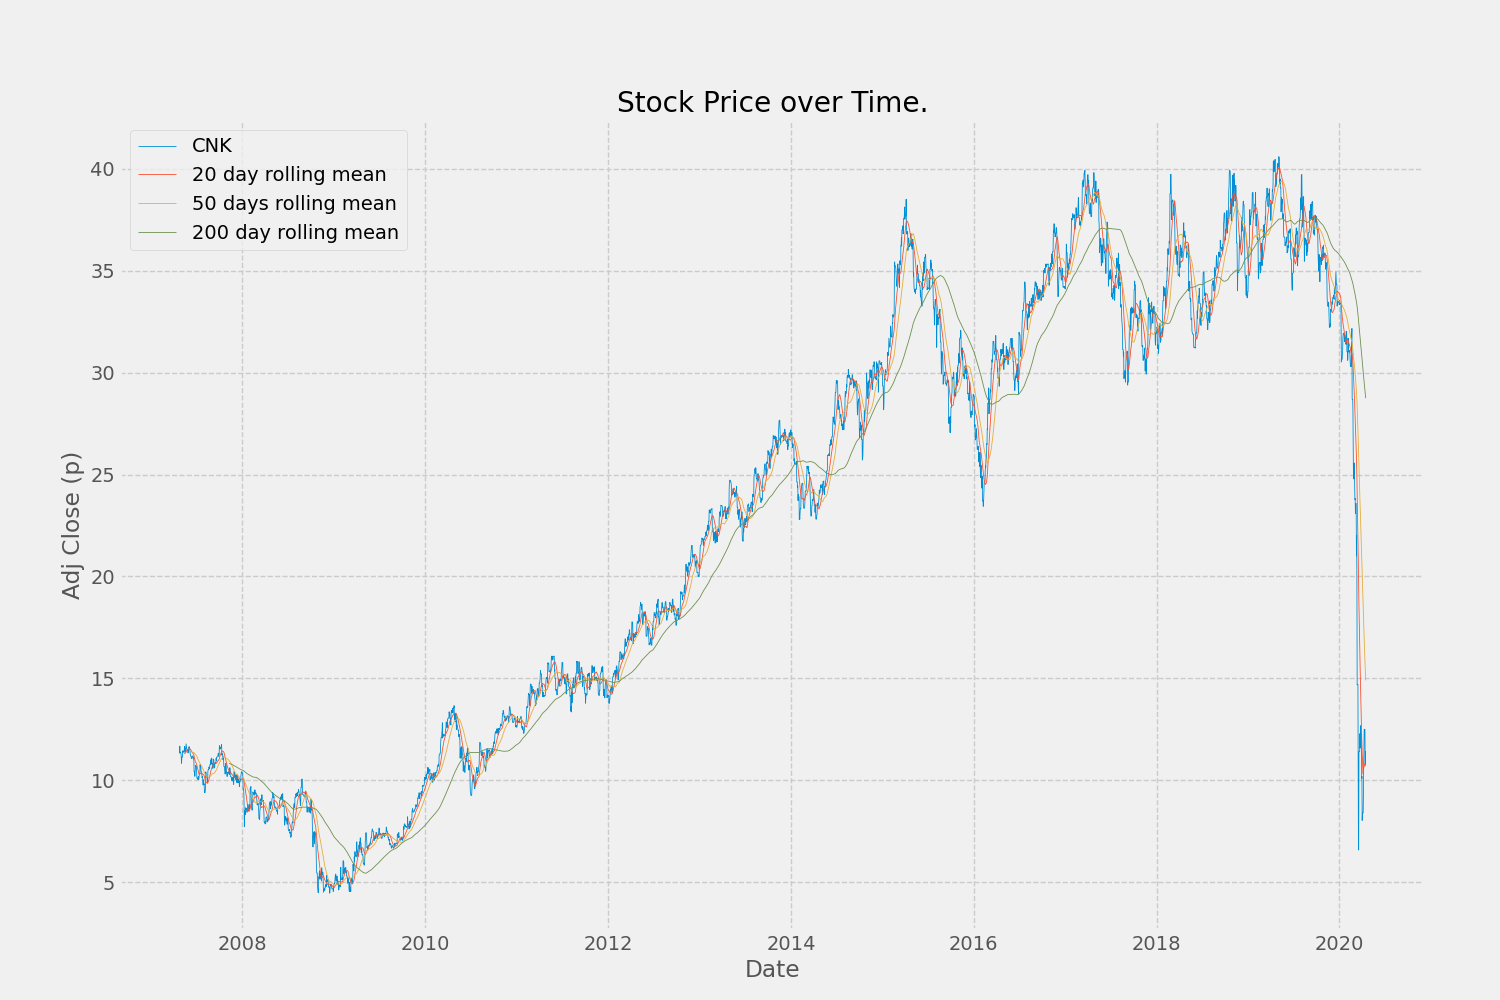 Stock Price over Time.
CNK
20 day rolling mean
50 days rolling mean
200 day rolling mean
40
35
30
25
20
15
10
5
Adj Close (p)
2008 2010 2012 2014 2016 2018 2020
Date